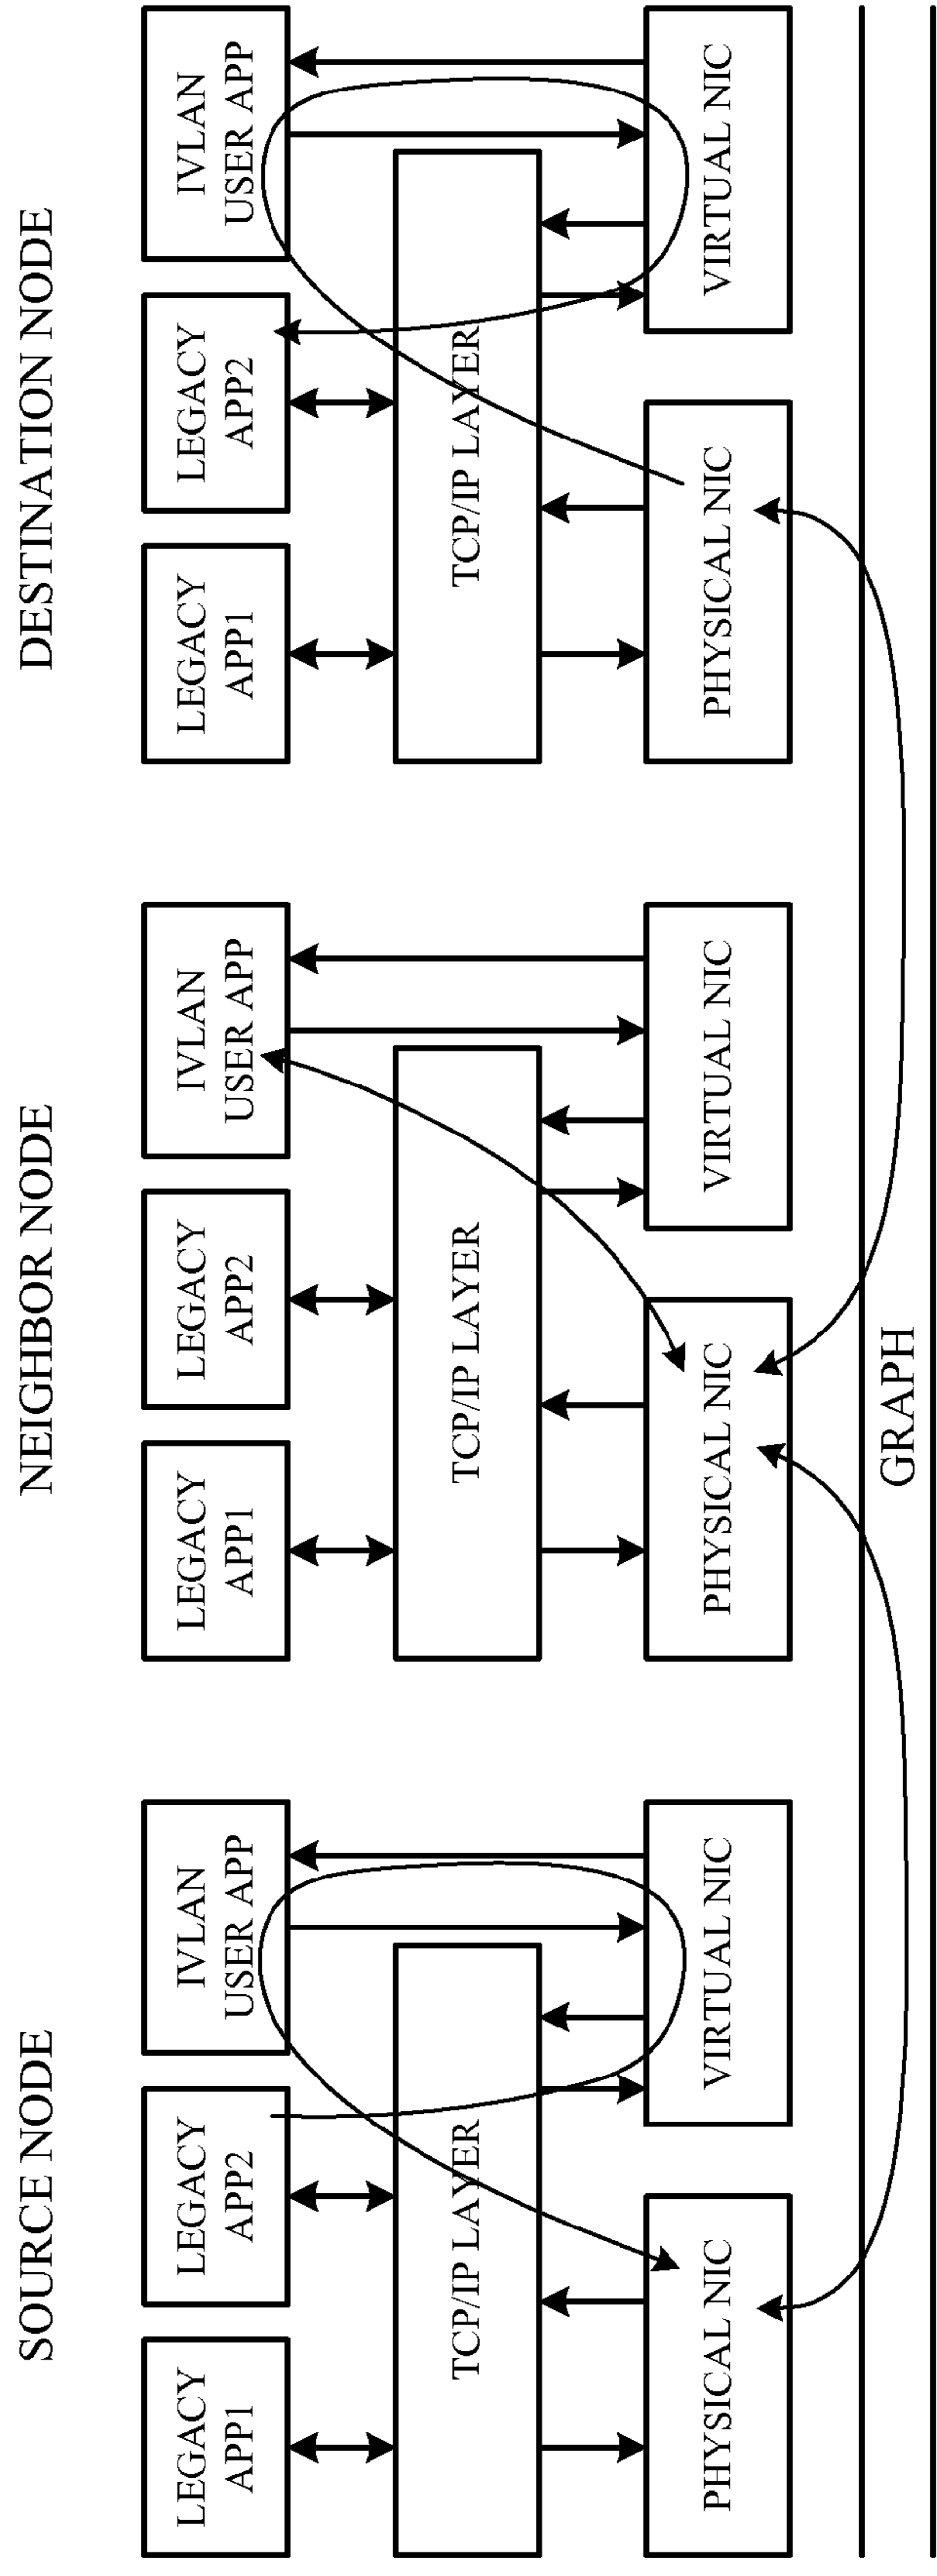 SOURCE NODE
LEGACY
APP1
LEGACY
APP2
IVLAN
USER APP
TCP/IP LAYER
PHYSICAL NIC
VIRTUAL NIC
NEIGHBOR NODE
LEGACY
APP1
LEGACY
APP2
IVLAN
USER APP
TCP/IP LAYER
PHYSICAL NIC
VIRTUAL NIC
DESTINATION NODE
LEGACY
APP1
LEGACY
APP2
IVLAN
USER APP
TCP/IP LAYER
PHYSICAL NIC
VIRTUAL NIC
GRAPH